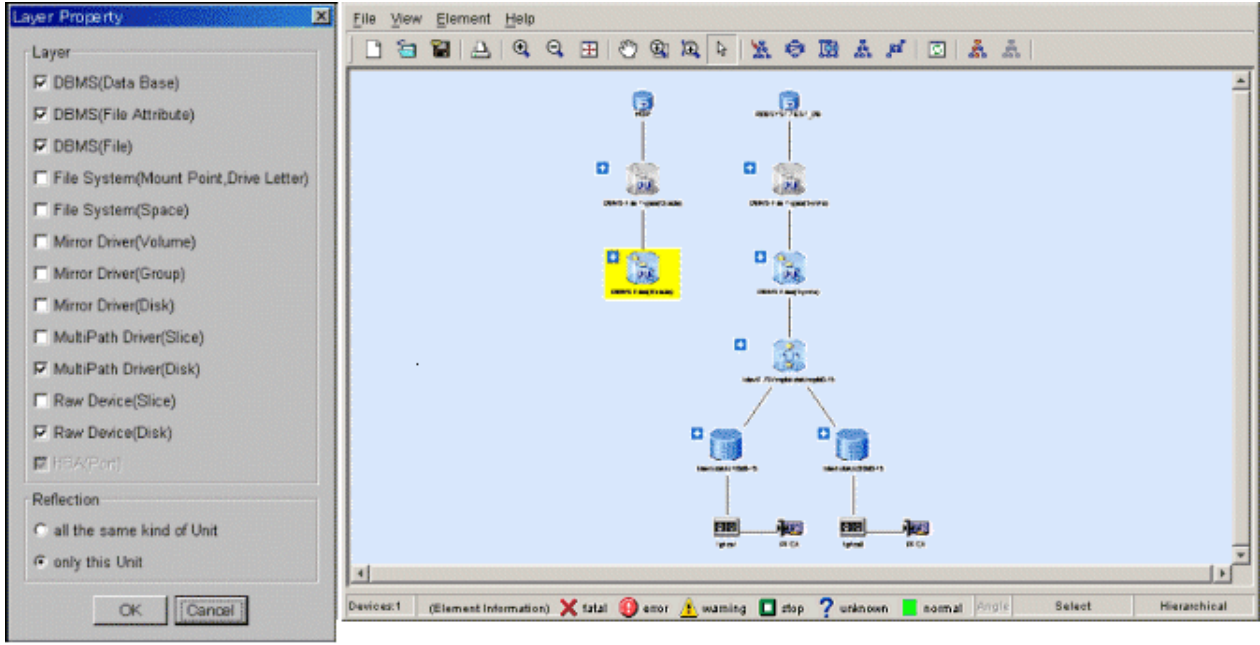 Layer Property
Layer
DBMS(Data Base)
DBMS(File Attribute)
DBMS(File)
File System(Mount Point,Drive Letter)
File System(Space)
Mirror Driver(Volume)
Mirror Driver(Group)
Mirror Driver(Disk)
MultiPath Driver(Slice)
MultiPath Driver(Disk)
Raw Device(Slice)
Raw Device(Disk)
HBA(Port)
Reflection
all the same kind of Unit
only this Unit
OK Cancel
File View Element Help
Devices:1 (Element Information) fatal error warning stop unknown normal Angle Select Hierarchical